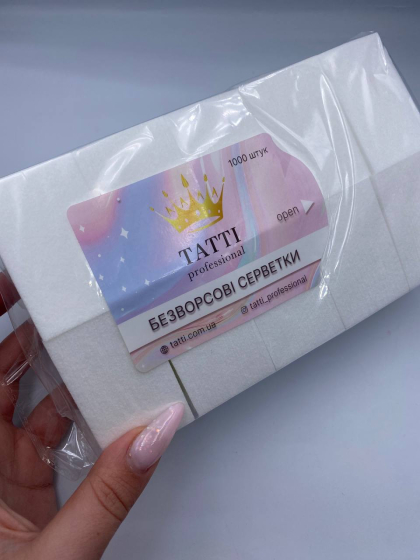 1000 штук
TATTI
professional
open
БЕЗВОРСОВІ СЕРВЕТКИ
tatti.com.ua
tatti_professional